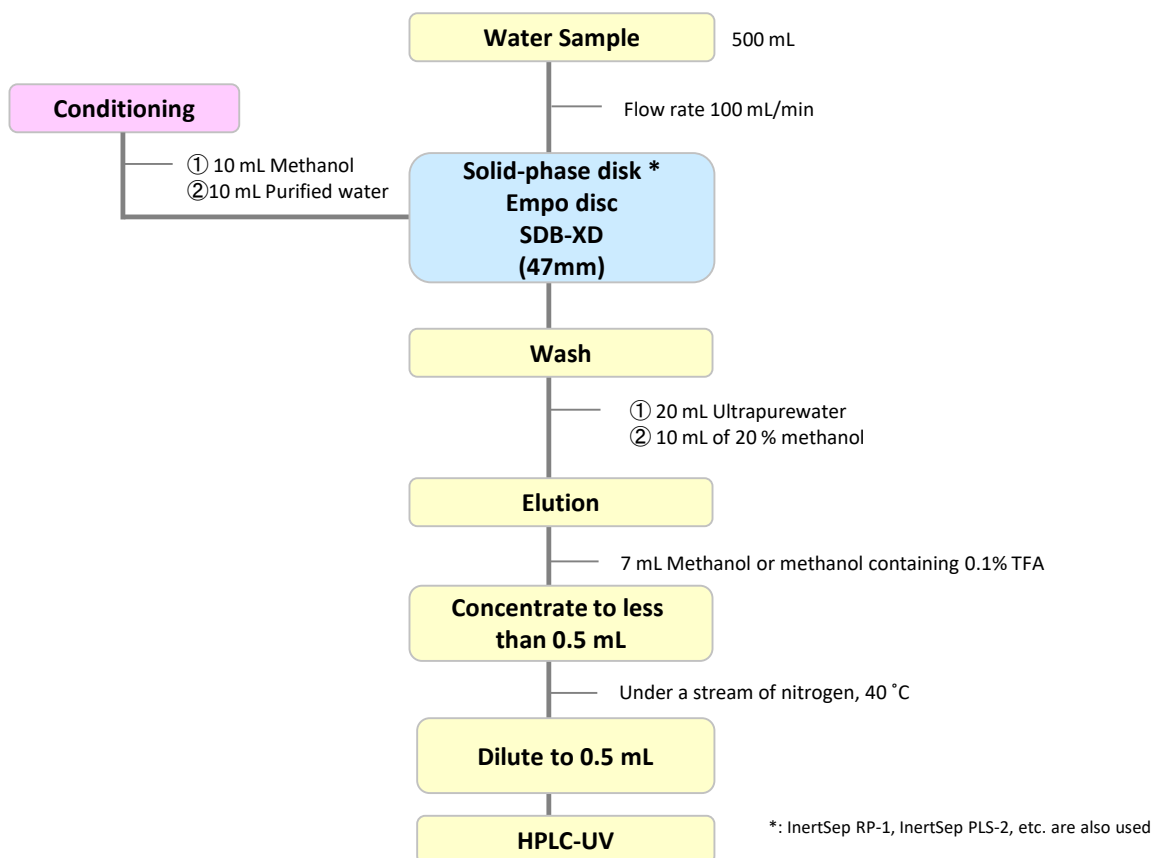 Water Sample
500 mL
Flow rate 100 mL/min
Conditioning
① 10 mL Methanol
②10 mL Purified water
Solid-phase disk *
Empo disc
SDB-XD
(47mm)
Wash
① 20 mL Ultrapurewater
② 10 mL of 20 % methanol
Elution
7 mL Methanol or methanol containing 0.1% TFA
Concentrate to less
than 0.5 mL
Under a stream of nitrogen, 40 ˚C
Dilute to 0.5 mL
HPLC-UV
*: InertSep RP-1, InertSep PLS-2, etc. are also used